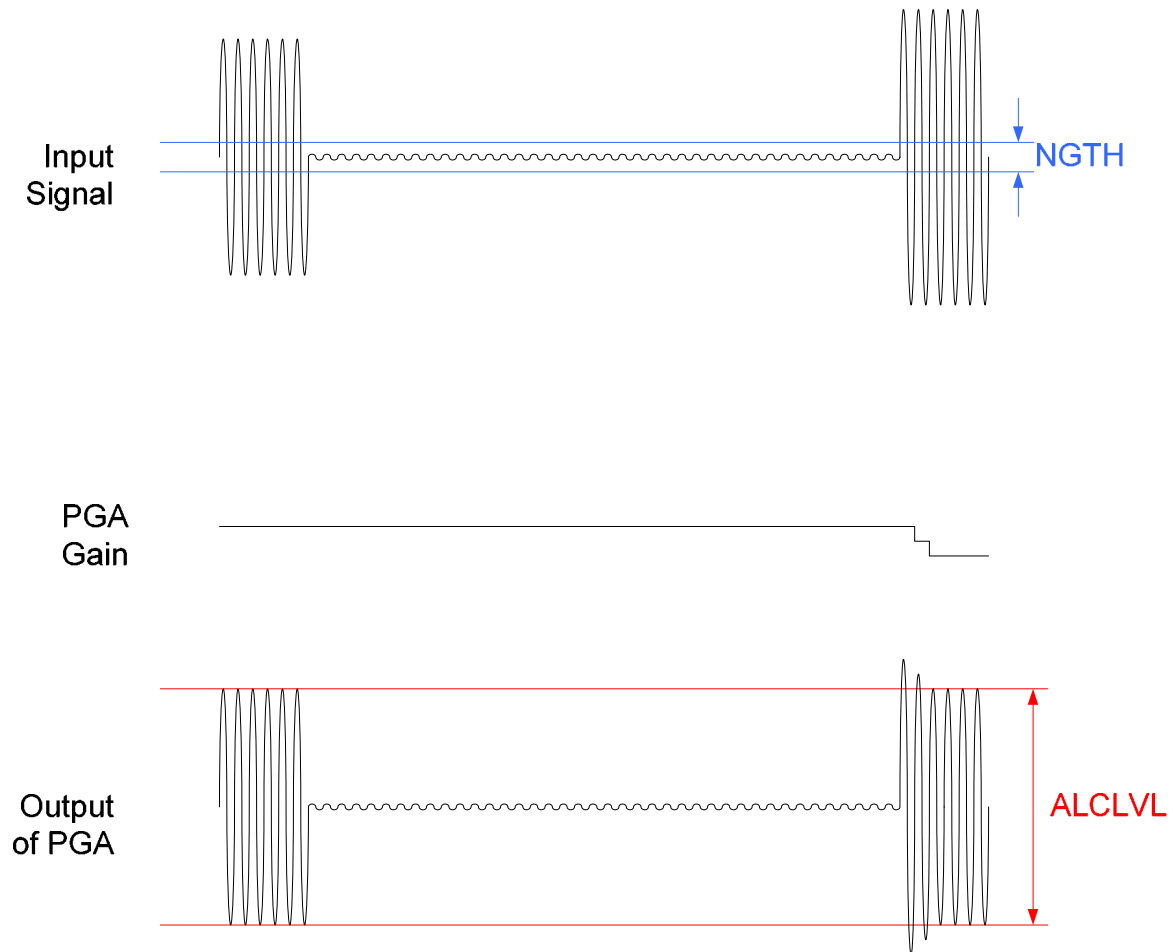 Input
Signal
NGTH
PGA
Gain
Output
of PGA
ALCLVL